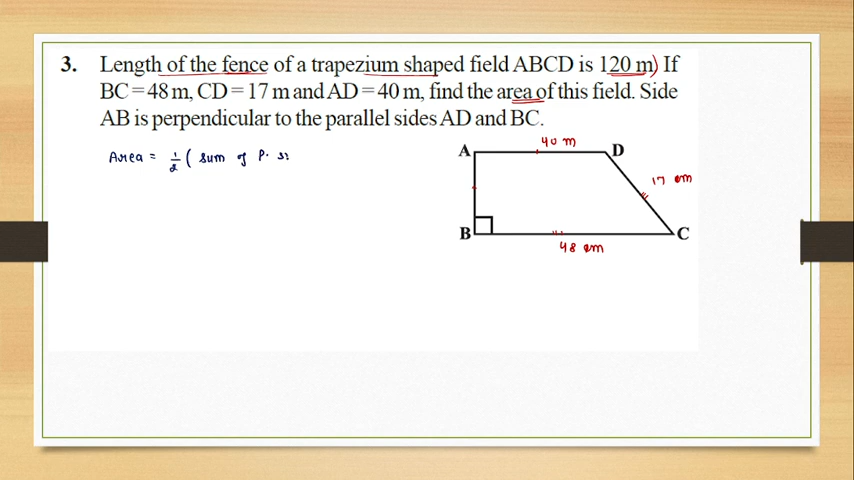 3. Length of the fence of a trapezium shaped field ABCD is 120 m) If
BC = 48 m, CD = 17 m and AD = 40 m, find the area of this field. Side
AB is perpendicular to the parallel sides AD and BC.
Area = 1/2 ( sum of P. s
40 m
A D
17 m
B C
48 m